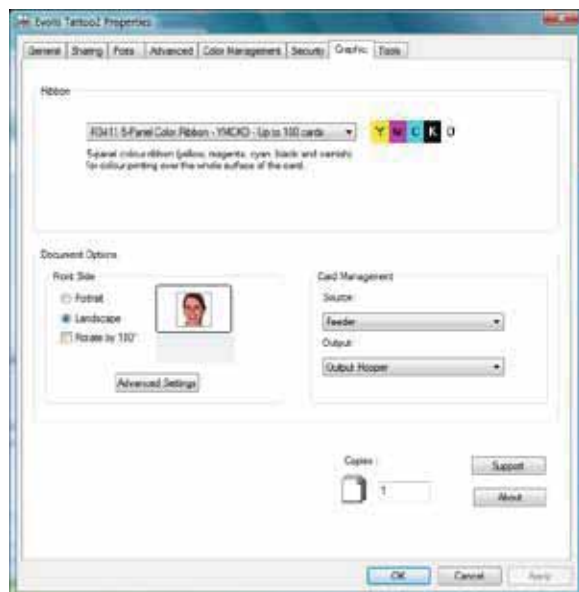 Evolis Tattoo2 Properties
General Sharing Ports Advanced Color Management Security Graphic Tools
Ribbon
R3411 5-Panel Color Ribbon - YMCKO - Up to 100 cards
Y M C K O
5-panel colour ribbon (yellow, magenta, cyan, black and varnish)
for colour printing over the whole surface of the card.
Document Options
Front Side
Portrait
Landscape
Rotate by 180°
Advanced Settings
Card Management
Source:
Feeder
Output:
Output Hopper
Copies :
1
Support
About
OK Cancel Apply